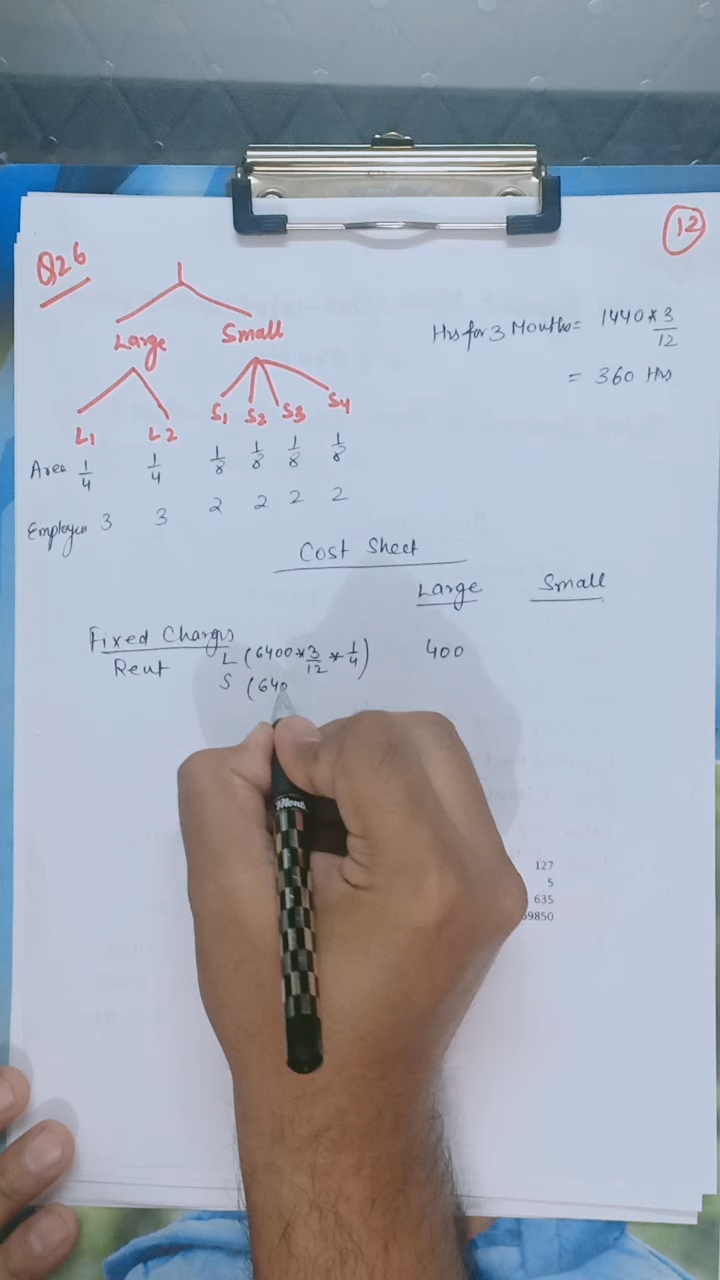 12
Q26
Large Small
L1 L2 S1 S2 S3 S4
Area 1/4 1/4 1/8 1/8 1/8 1/8
Employee 3 3 2 2 2 2
Hrs for 3 Months = 1440 * 3/12
= 360 Hrs
Cost Sheet
Large Small
Fixed Charges
Rent L (6400 * 3/12 * 1/4) 400
S (640
127
5
635
59850